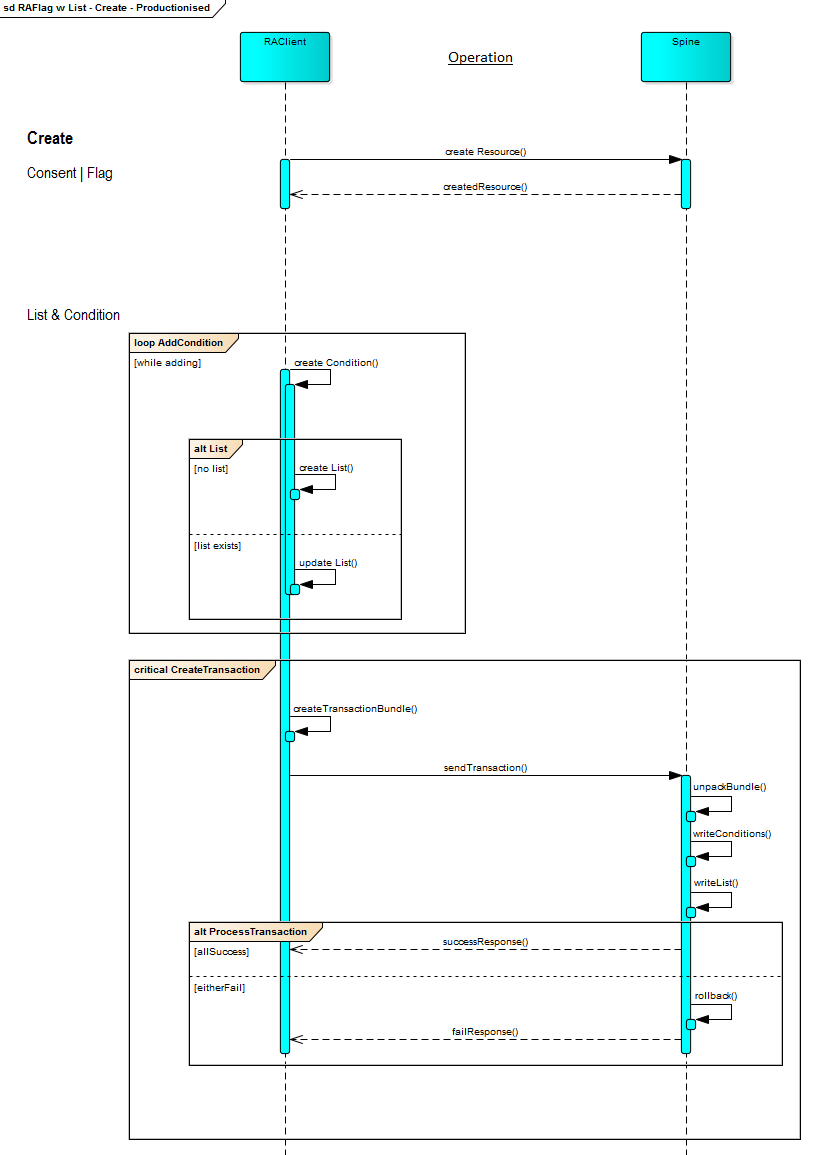 sd RAFlag w List - Create - Productionised
RAClient
Operation
Spine
Create
create Resource()
Consent | Flag
createdResource()
List & Condition
loop AddCondition
[while adding]
create Condition()
alt List
[no list]
create List()
[list exists]
update List()
critical CreateTransaction
createTransactionBundle()
sendTransaction()
unpackBundle()
writeConditions()
writeList()
alt ProcessTransaction
successResponse()
[allSuccess]
[eitherFail]
rollback()
failResponse()